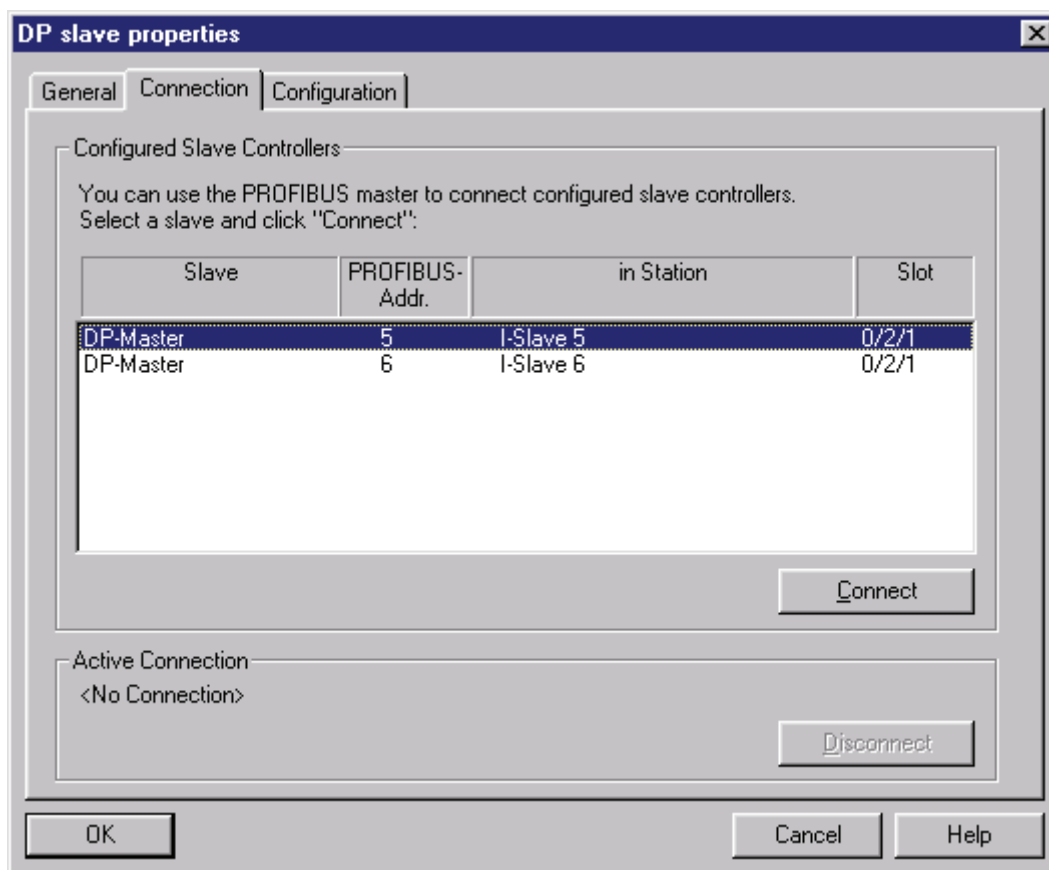 DP slave properties
General Connection Configuration
Configured Slave Controllers
You can use the PROFIBUS master to connect configured slave controllers.
Select a slave and click "Connect":
Slave PROFIBUS-Addr. in Station Slot
DP-Master 5 I-Slave 5 0/2/1
DP-Master 6 I-Slave 6 0/2/1
Connect
Active Connection
<No Connection>
Disconnect
OK Cancel Help